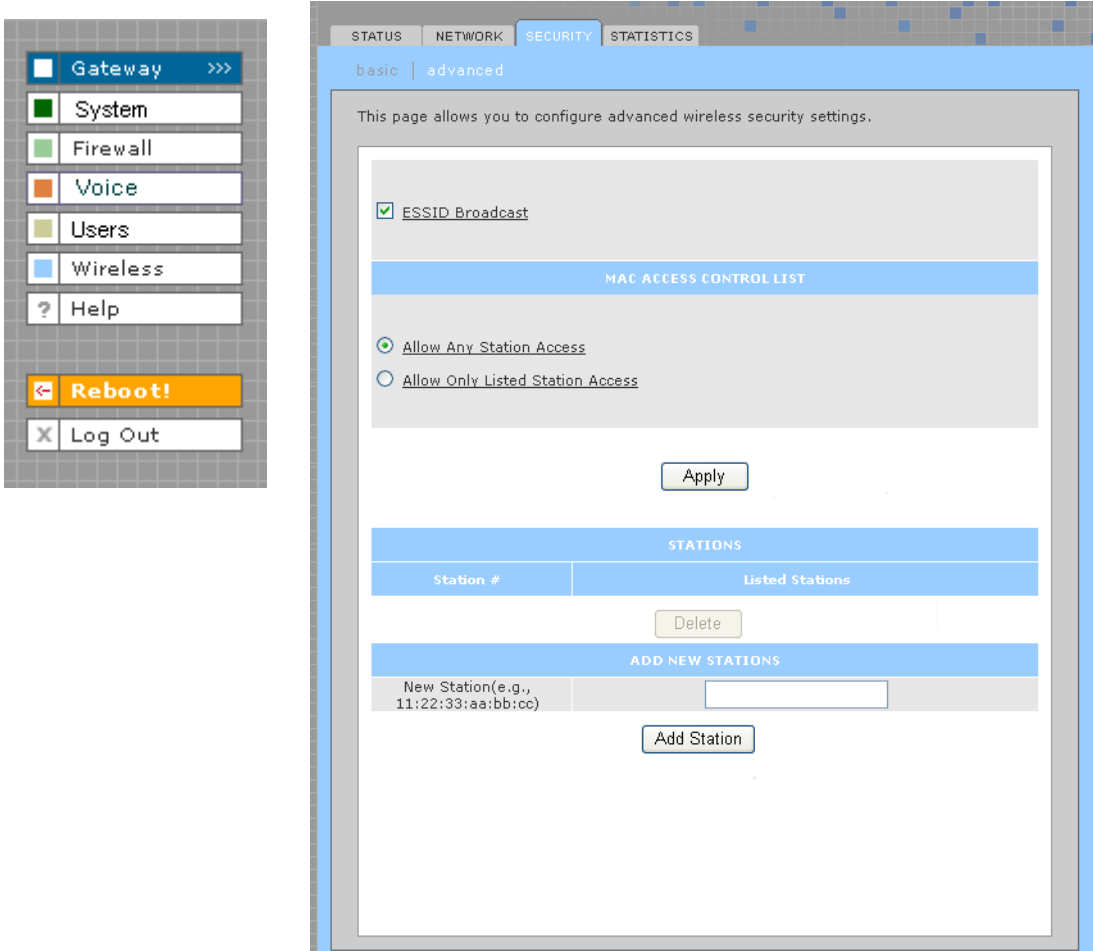 Gateway >>>
System
Firewall
Voice
Users
Wireless
? Help
Reboot!
X Log Out
STATUS NETWORK SECURITY STATISTICS
basic | advanced
This page allows you to configure advanced wireless security settings.
ESSID Broadcast
MAC ACCESS CONTROL LIST
Allow Any Station Access
Allow Only Listed Station Access
Apply
STATIONS
Station # Listed Stations
Delete
ADD NEW STATIONS
New Station(e.g.,
11:22:33:aa:bb:cc)
Add Station